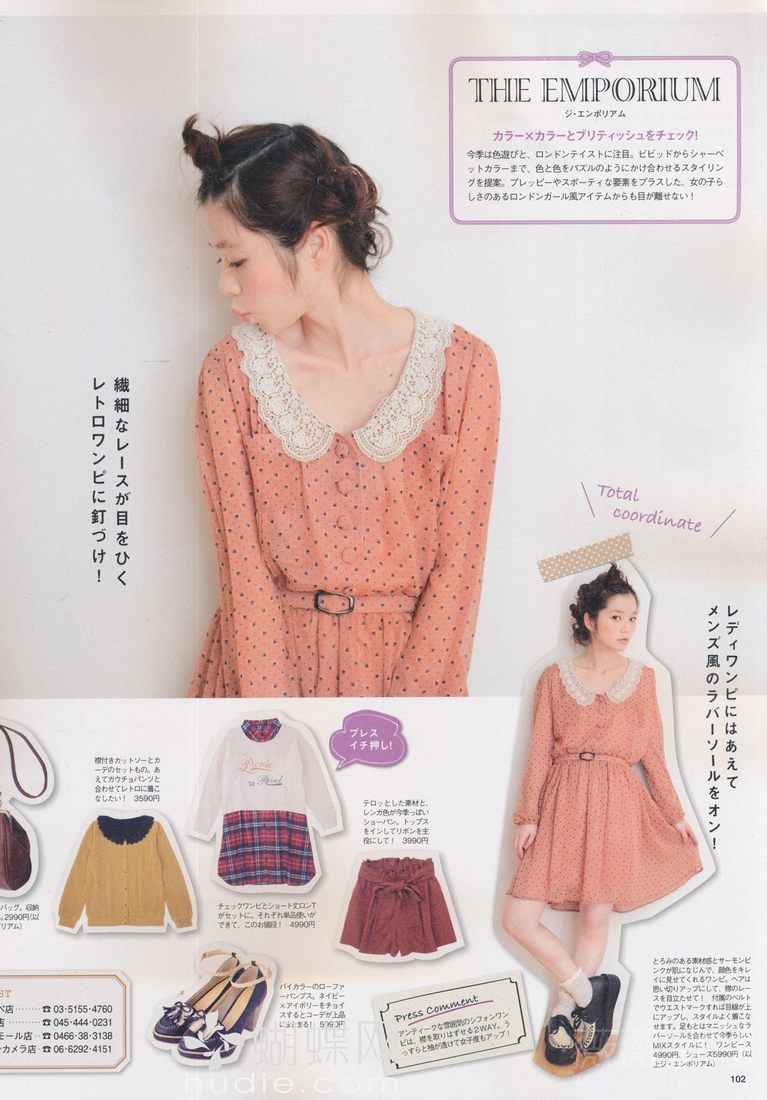 THE EMPORIUM
ジ・エンポリアム
カラー×カラーとブリティッシュをチェック!
今季は色遊びと、ロンドンテイストに注目。ビビッドからシャーベ
ットカラーまで、色と色をパズルのようにかけ合わせるスタイリン
グを提案。プレッピーやスポーティな要素をプラスした、女の子ら
しさのあるロンドンガール風アイテムからも目が離せない!
繊細なレースが目をひく
レトロワンピに釘づけ!
Total
coordinate
レディワンピにはあえて
メンズ風のラバーソールをオン!
プレス
イチ押し!
襟付きカットソーとカ
ーデのセットもの。あ
えてガウチョパンツと
合わせてレトロに着こ
なしたい! 3590円
Picnic
テロッとした素材と、
レンガ色が今季っぽい
ショーパン。トップス
をインしてリボンを主
役にして! 3990円
バッグ。収納
。2990円(以
ポリアム)
チェックワンピとショート丈ロンT
がセットに。それぞれ単品使いが
できて、このお値段! 4990円
バイカラーのローファ
ーパンプス。ネイビー
×アイボリーをチョイ
スするとコーデが上品
にまとまる! 5990円
Press Comment
アンティークな雰囲気のシフォンワン
ピは、襟を取りはずせる2WAY。う
っすらと袖が透けて女子度もアップ!
とろみのある素材感とサーモンピ
ンクが肌になじんで、顔色をキレ
イに見せてくれるワンピ。ヘアは
思い切りアップにして、襟のレー
スを目立たせて! 付属のベルト
でウエストマークすれば目線が上
にアップし、スタイルよく着こな
せます。足もとはマニッシュなラ
バーソールを合わせて今季らしい
MIXスタイルに! ワンピース
4990円、シューズ5990円(以
上ジ・エンポリアム)
ST
ベ店 ☎03・5155・4760
店 ☎045・444・0231
モール店 ☎0466・38・3138
カメラ店 ☎06・6292・4151
蝴蝶网
hudie.com
102